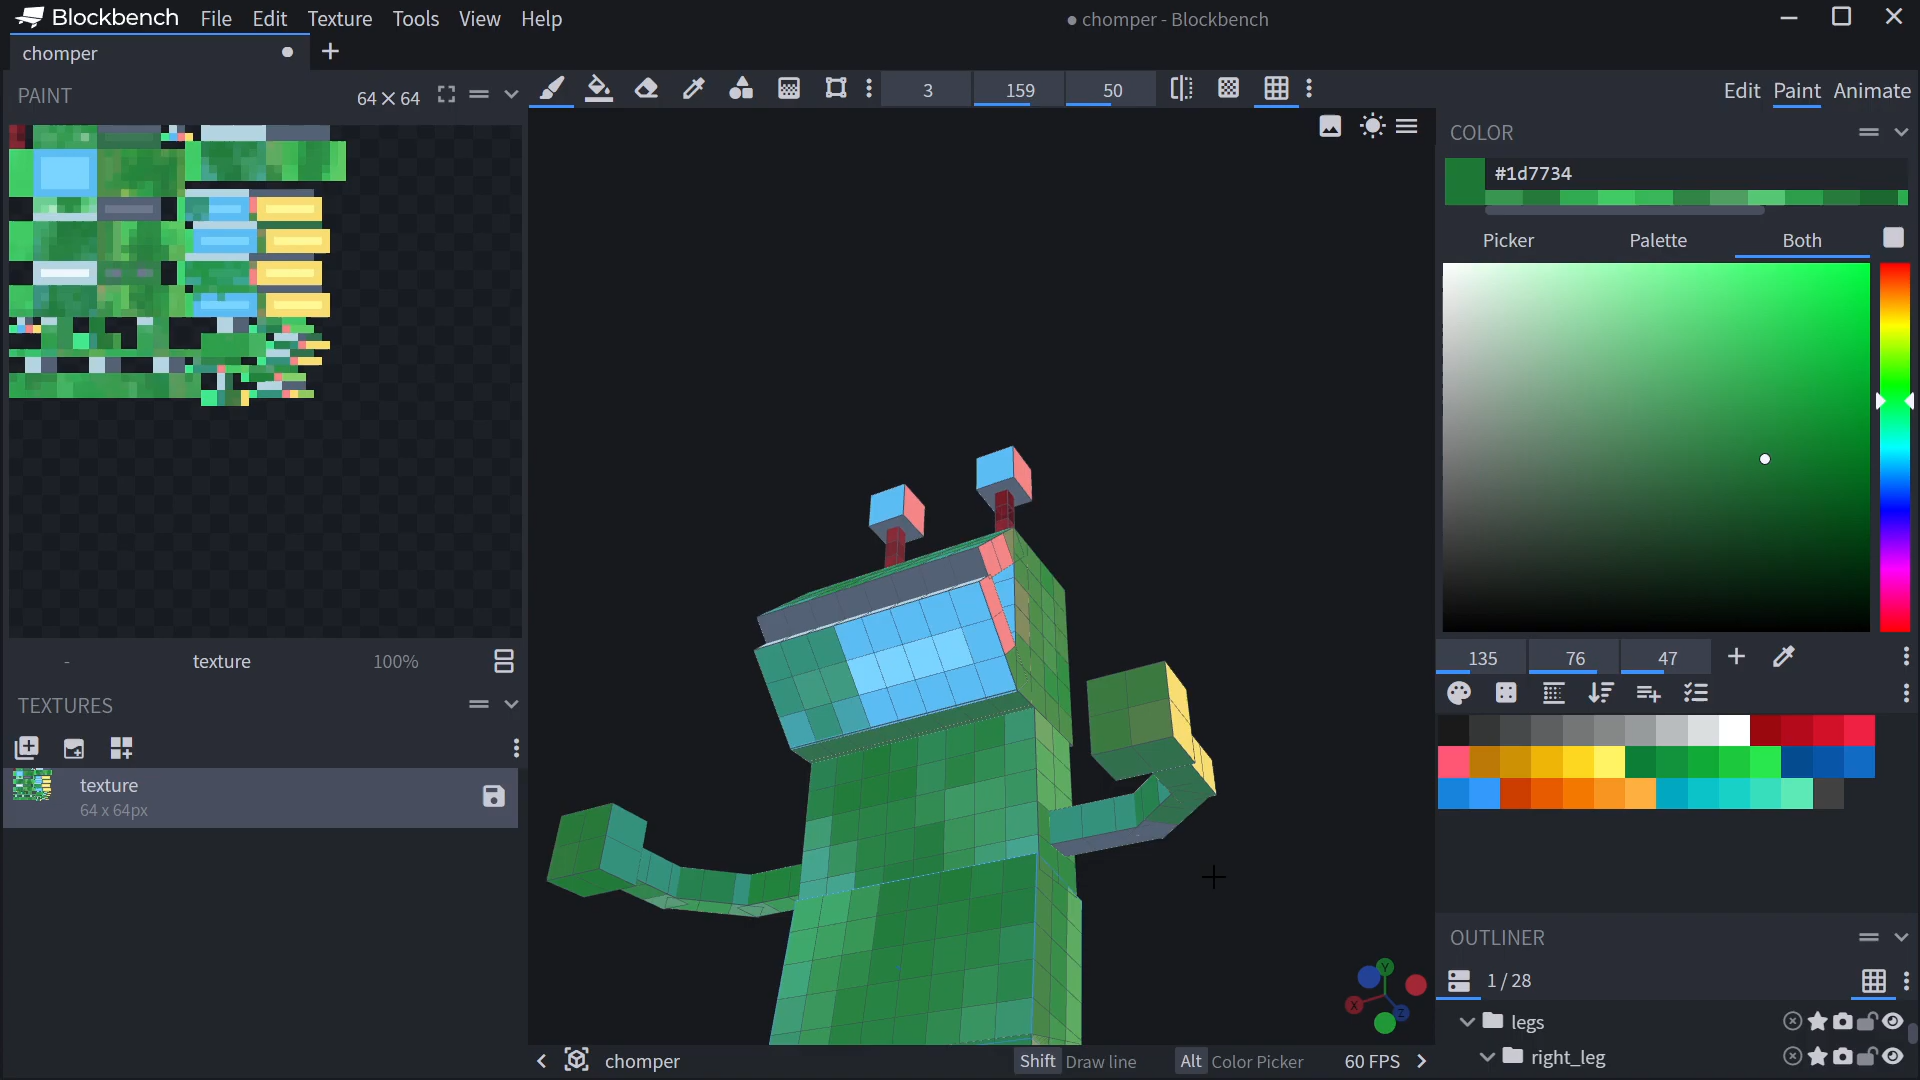 Blockbench File Edit Texture Tools View Help
chomper - Blockbench
chomper
PAINT
64 × 64
3 159 50
Edit Paint Animate
COLOR
#1d7734
Picker Palette Both
135 76 47
- texture 100%
TEXTURES
texture
64 x 64px
Y
X
Z
OUTLINER
1 / 28
legs
right_leg
chomper
Shift Draw line Alt Color Picker 60 FPS